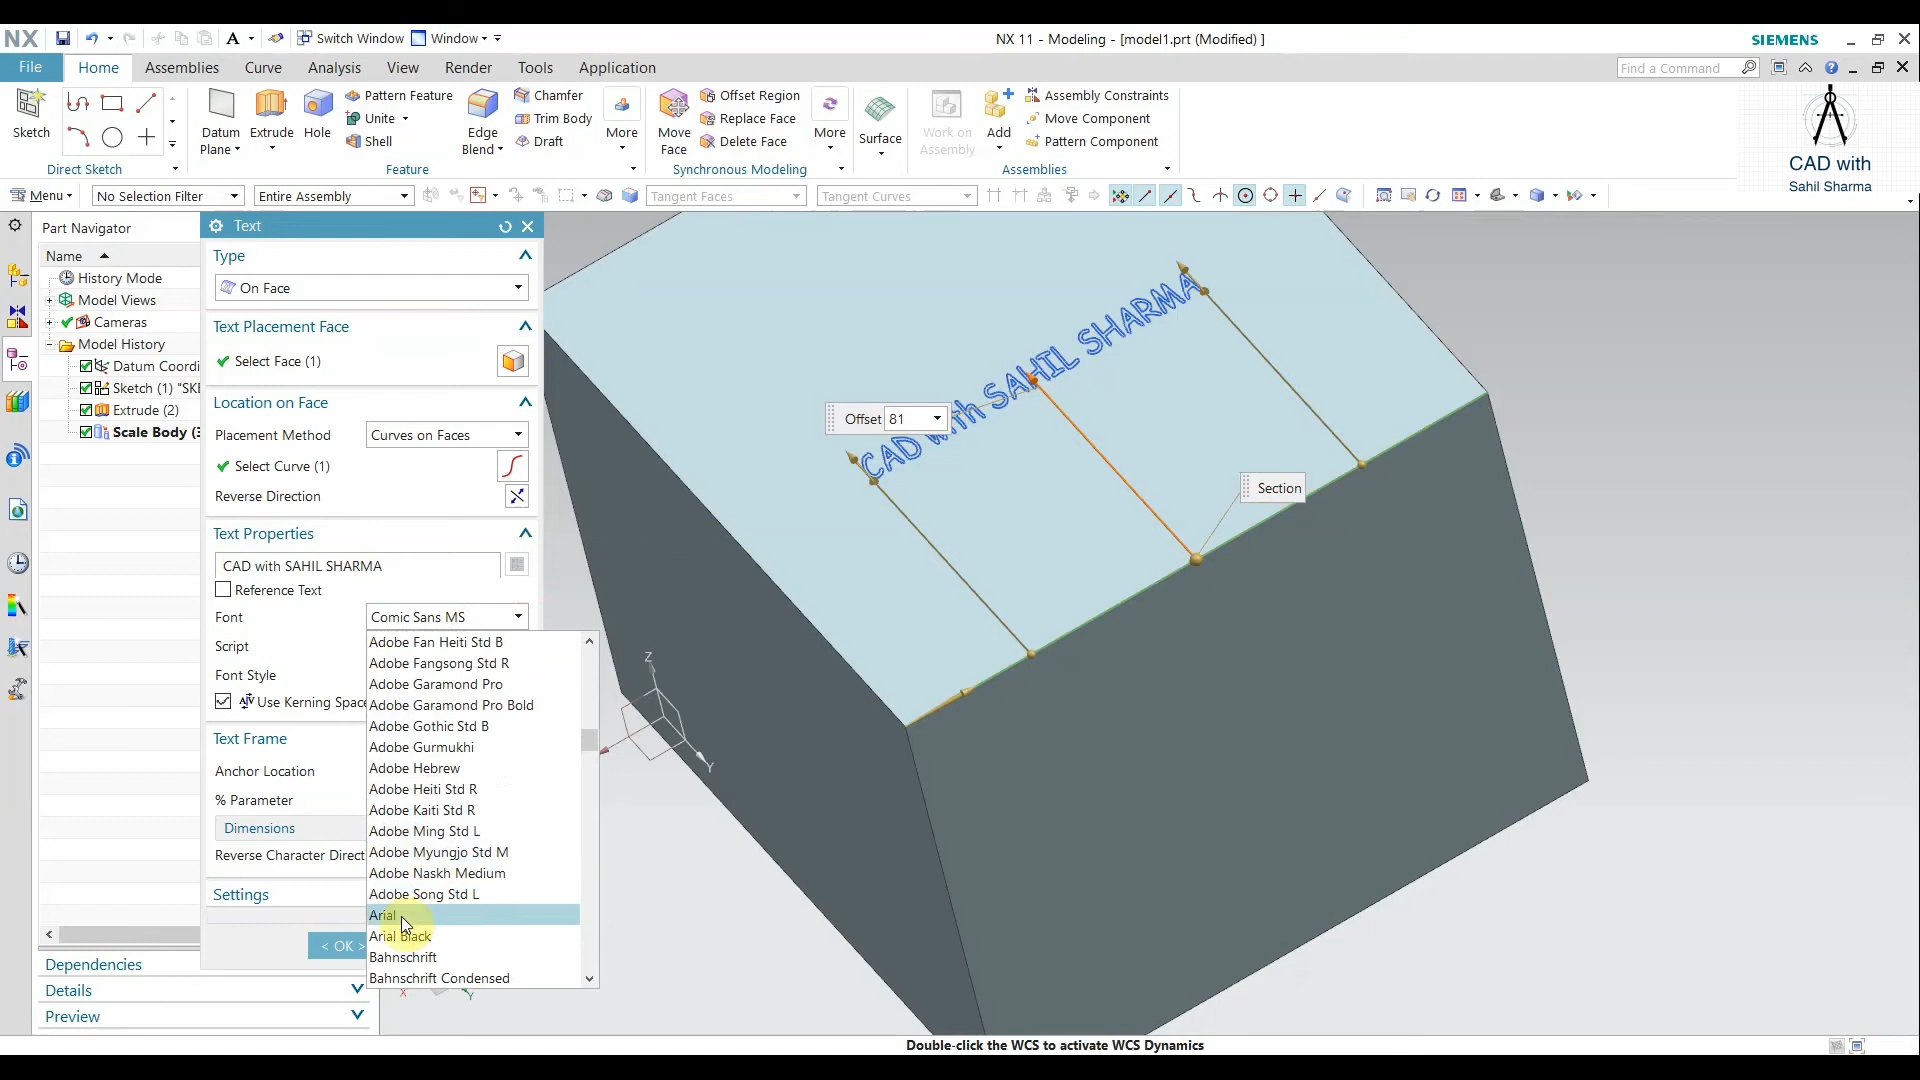 NX
A
Switch Window
Window
NX 11 - Modeling - [model1.prt (Modified) ]
SIEMENS
File
Home
Assemblies
Curve
Analysis
View
Render
Tools
Application
Find a Command
Sketch
Datum Plane
Extrude
Hole
Pattern Feature
Unite
Shell
Edge Blend
Chamfer
Trim Body
Draft
More
Move Face
Offset Region
Replace Face
Delete Face
More
Surface
Work on Assembly
Add
Assembly Constraints
Move Component
Pattern Component
Direct Sketch
Feature
Synchronous Modeling
Assemblies
CAD with
Sahil Sharma
Menu
No Selection Filter
Entire Assembly
Tangent Faces
Tangent Curves
Part Navigator
Name
History Mode
Model Views
Cameras
Model History
Datum Coordi
Sketch (1) "SKE
Extrude (2)
Scale Body (3
Dependencies
Details
Preview
Text
Type
On Face
Text Placement Face
Select Face (1)
Location on Face
Placement Method
Curves on Faces
Select Curve (1)
Reverse Direction
Text Properties
CAD with SAHIL SHARMA
Reference Text
Font
Comic Sans MS
Script
Font Style
Use Kerning Space
Text Frame
Anchor Location
% Parameter
Dimensions
Reverse Character Direct
Settings
< OK >
Adobe Fan Heiti Std B
Adobe Fangsong Std R
Adobe Garamond Pro
Adobe Garamond Pro Bold
Adobe Gothic Std B
Adobe Gurmukhi
Adobe Hebrew
Adobe Heiti Std R
Adobe Kaiti Std R
Adobe Ming Std L
Adobe Myungjo Std M
Adobe Naskh Medium
Adobe Song Std L
Arial
Arial Black
Bahnschrift
Bahnschrift Condensed
CAD with SAHIL SHARMA
Offset 81
Section
Z
Y
X
Y
Double-click the WCS to activate WCS Dynamics